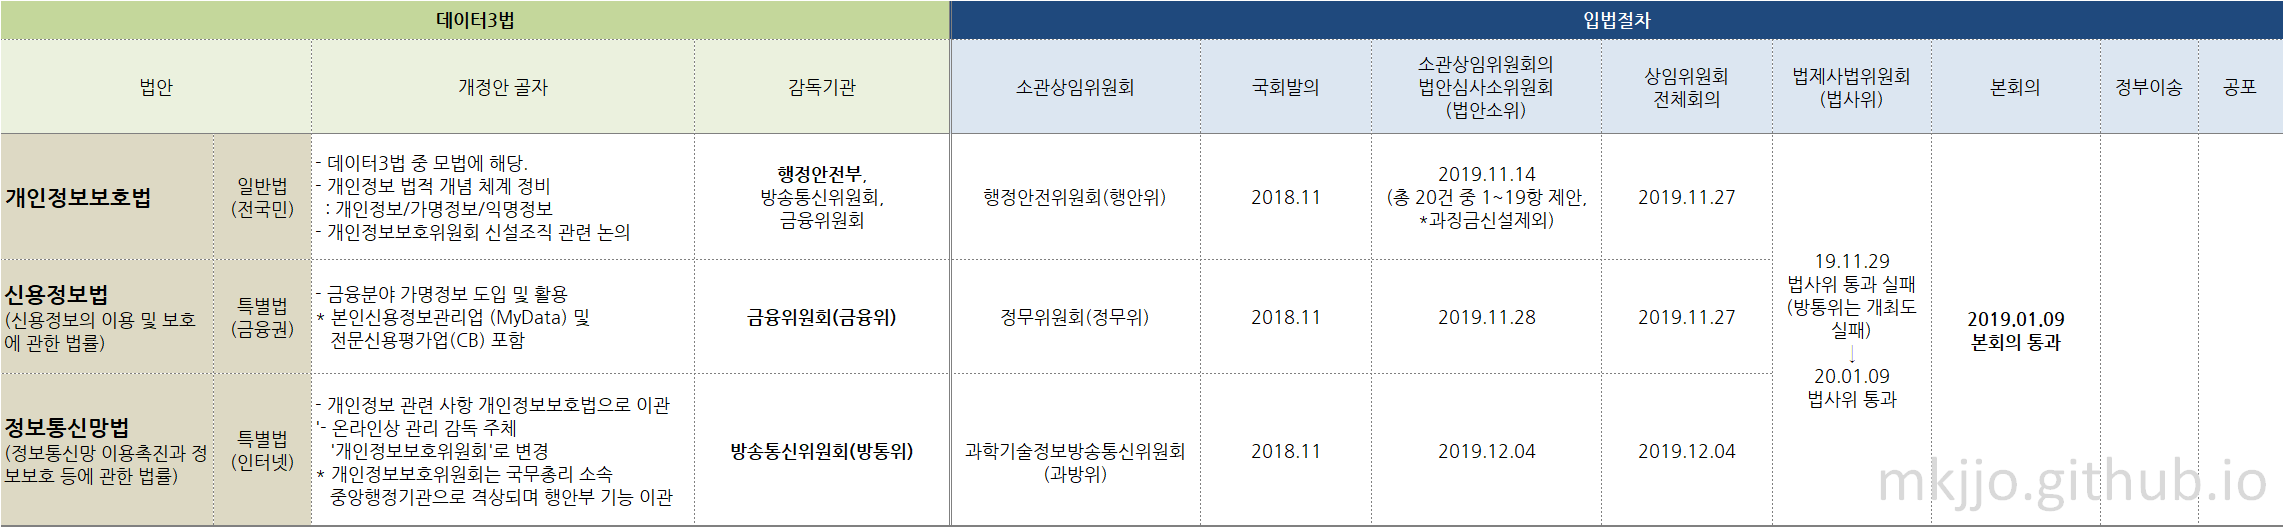 데이터3법
입법절차
법안
개정안 골자
감독기관
소관상임위원회
국회발의
소관상임위원회의
법안심사소위원회
(법안소위)
상임위원회
전체회의
법제사법위원회
(법사위)
본회의
정부이송
공포
개인정보보호법
일반법
(전국민)
- 데이터3법 중 모법에 해당.
- 개인정보 법적 개념 체계 정비
: 개인정보/가명정보/익명정보
- 개인정보보호위원회 신설조직 관련 논의
행정안전부,
방송통신위원회,
금융위원회
행정안전위원회(행안위)
2018.11
2019.11.14
(총 20건 중 1~19항 제안,
*과징금신설제외)
2019.11.27
신용정보법
(신용정보의 이용 및 보호
에 관한 법률)
특별법
(금융권)
- 금융분야 가명정보 도입 및 활용
* 본인신용정보관리업 (MyData) 및
전문신용평가업(CB) 포함
금융위원회(금융위)
정무위원회(정무위)
2018.11
2019.11.28
2019.11.27
정보통신망법
(정보통신망 이용촉진과 정
보보호 등에 관한 법률)
특별법
(인터넷)
- 개인정보 관련 사항 개인정보보호법으로 이관
'- 온라인상 관리 감독 주체
'개인정보보호위원회'로 변경
* 개인정보보호위원회는 국무총리 소속
중앙행정기관으로 격상되며 행안부 기능 이관
방송통신위원회(방통위)
과학기술정보방송통신위원회
(과방위)
2018.11
2019.12.04
2019.12.04
19.11.29
법사위 통과 실패
(방통위는 개최도
실패)
↓
20.01.09
법사위 통과
2019.01.09
본회의 통과
mkjjo.github.io